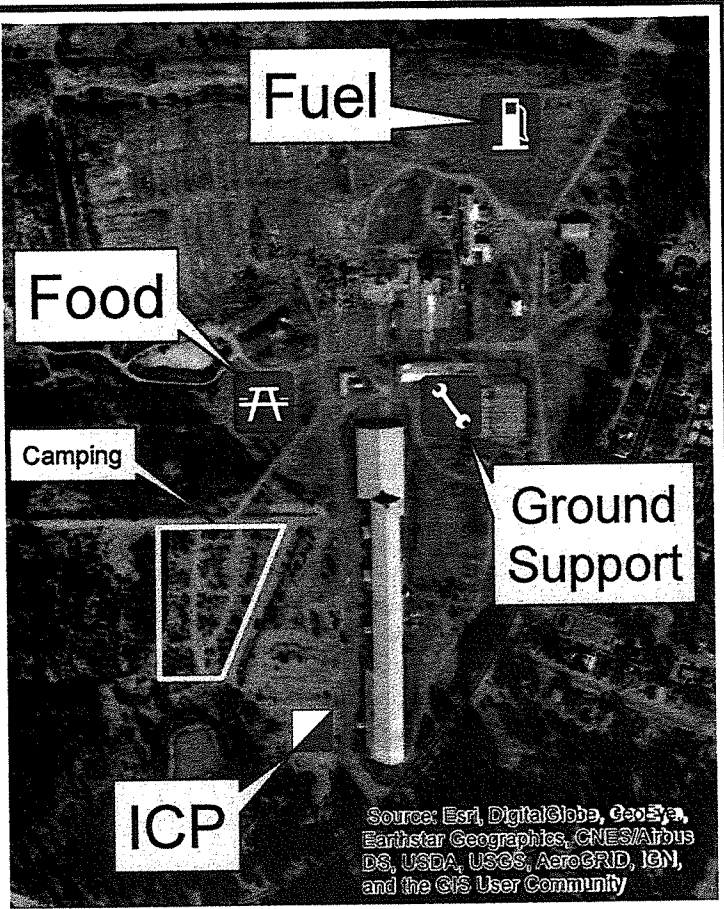 Fuel
Food
Camping
Ground
Support
ICP
Source: Esri, DigitalGlobe, GeoEye,
Earthstar Geographics, CNES/Airbus
DS, USDA, USGS, AeroGRID, IGN,
and the GIS User Community